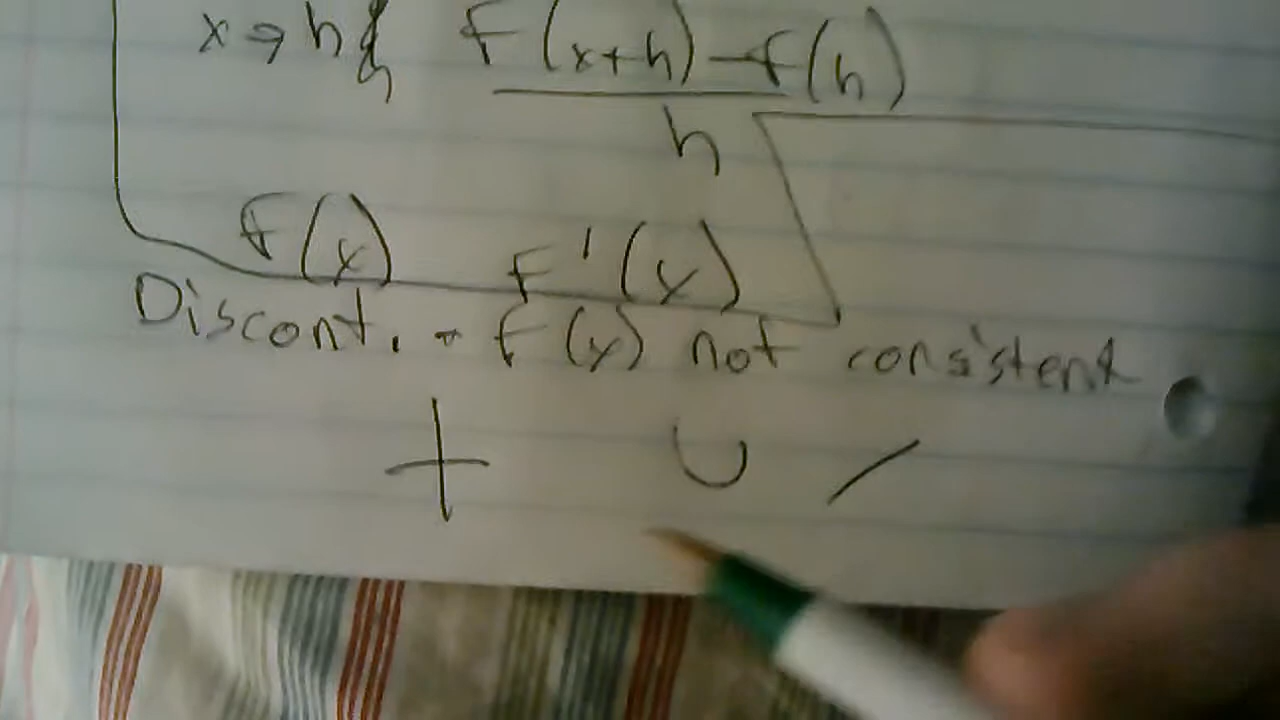 x → h F(x+h) - f(h)
h
F(x) F'(x)
Discont. - f(x) not consistent